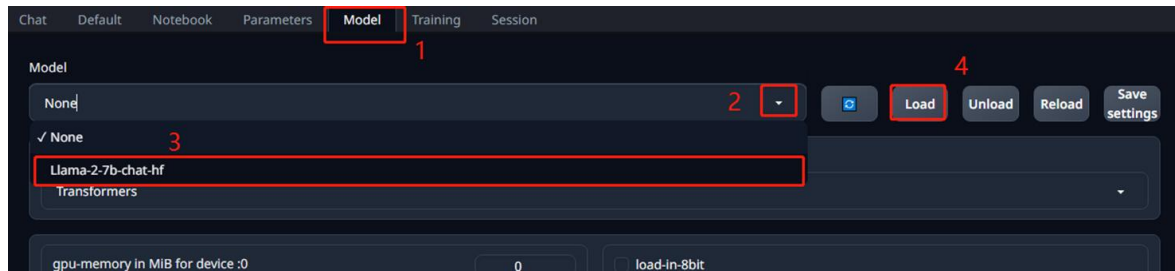 Chat Default Notebook Parameters Model Training Session
1
Model
4
None
2
Load Unload Reload Save settings
✓ None
3
Llama-2-7b-chat-hf
Transformers
gpu-memory in MiB for device :0 0 load-in-8bit